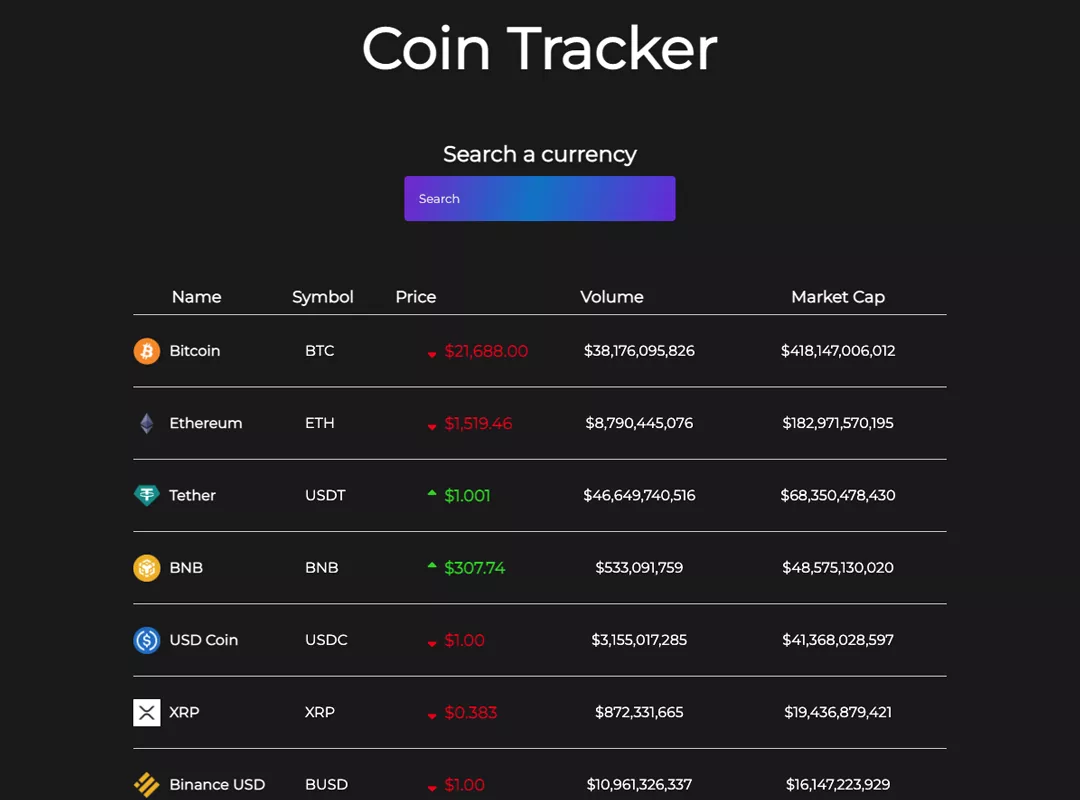 Coin Tracker
Search a currency
Search
Name Symbol Price Volume Market Cap
Bitcoin BTC $21,688.00 $38,176,095,826 $418,147,006,012
Ethereum ETH $1,519.46 $8,790,445,076 $182,971,570,195
Tether USDT $1.001 $46,649,740,516 $68,350,478,430
BNB BNB $307.74 $533,091,759 $48,575,130,020
USD Coin USDC $1.00 $3,155,017,285 $41,368,028,597
XRP XRP $0.383 $872,331,665 $19,436,879,421
Binance USD BUSD $1.00 $10,961,326,337 $16,147,223,929